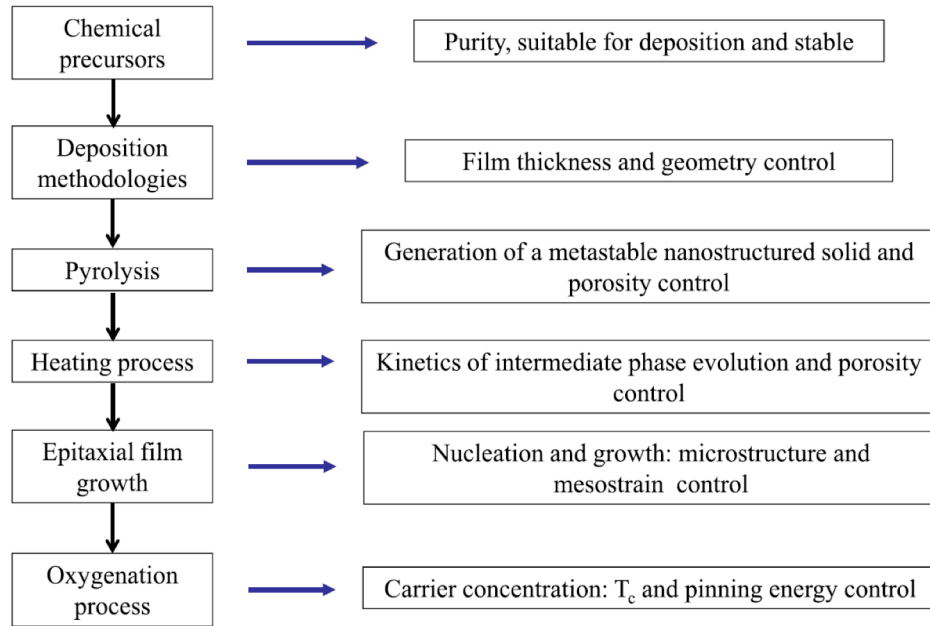 Chemical
precursors
Purity, suitable for deposition and stable
Deposition
methodologies
Film thickness and geometry control
Pyrolysis
Generation of a metastable nanostructured solid and
porosity control
Heating process
Kinetics of intermediate phase evolution and porosity
control
Epitaxial film
growth
Nucleation and growth: microstructure and
mesostrain control
Oxygenation
process
Carrier concentration: Tc and pinning energy control